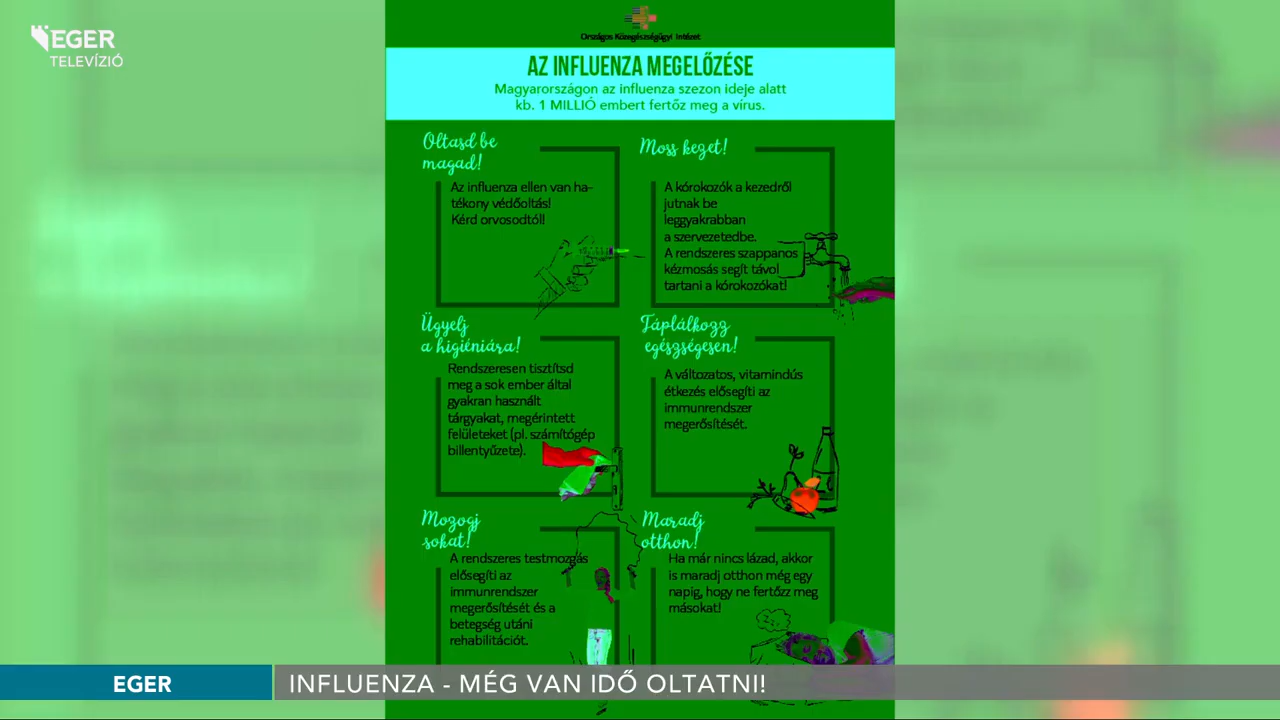 EGER
TELEVÍZIÓ
Országos Közegészségügyi Intézet
AZ INFLUENZA MEGELŐZÉSE
Magyarországon az influenza szezon ideje alatt
kb. 1 MILLIÓ embert fertőz meg a vírus.
Oltasd be
magad!
Az influenza ellen van ha-
tékony védőoltás!
Kérd orvosodtól!
Moss kezet!
A kórokozók a kezedről
jutnak be
leggyakrabban
a szervezetedbe.
A rendszeres szappanos
kézmosás segít távol
tartani a kórokozókat!
Ügyelj
a higiéniára!
Rendszeresen tisztítsd
meg a sok ember által
gyakran használt
tárgyakat, megérintett
felületeket (pl. számítógép
billentyűzete).
Táplálkozz
egészségesen!
A változatos, vitamindús
étkezés elősegíti az
immunrendszer
megerősítését.
Mozogj
sokat!
A rendszeres testmozgás
elősegíti az
immunrendszer
megerősítését és a
betegség utáni
rehabilitációt.
Maradj
otthon!
Ha már nincs lázad, akkor
is maradj otthon még egy
napig, hogy ne fertőzz meg
másokat!
zzz
EGER
INFLUENZA - MÉG VAN IDŐ OLTATNI!